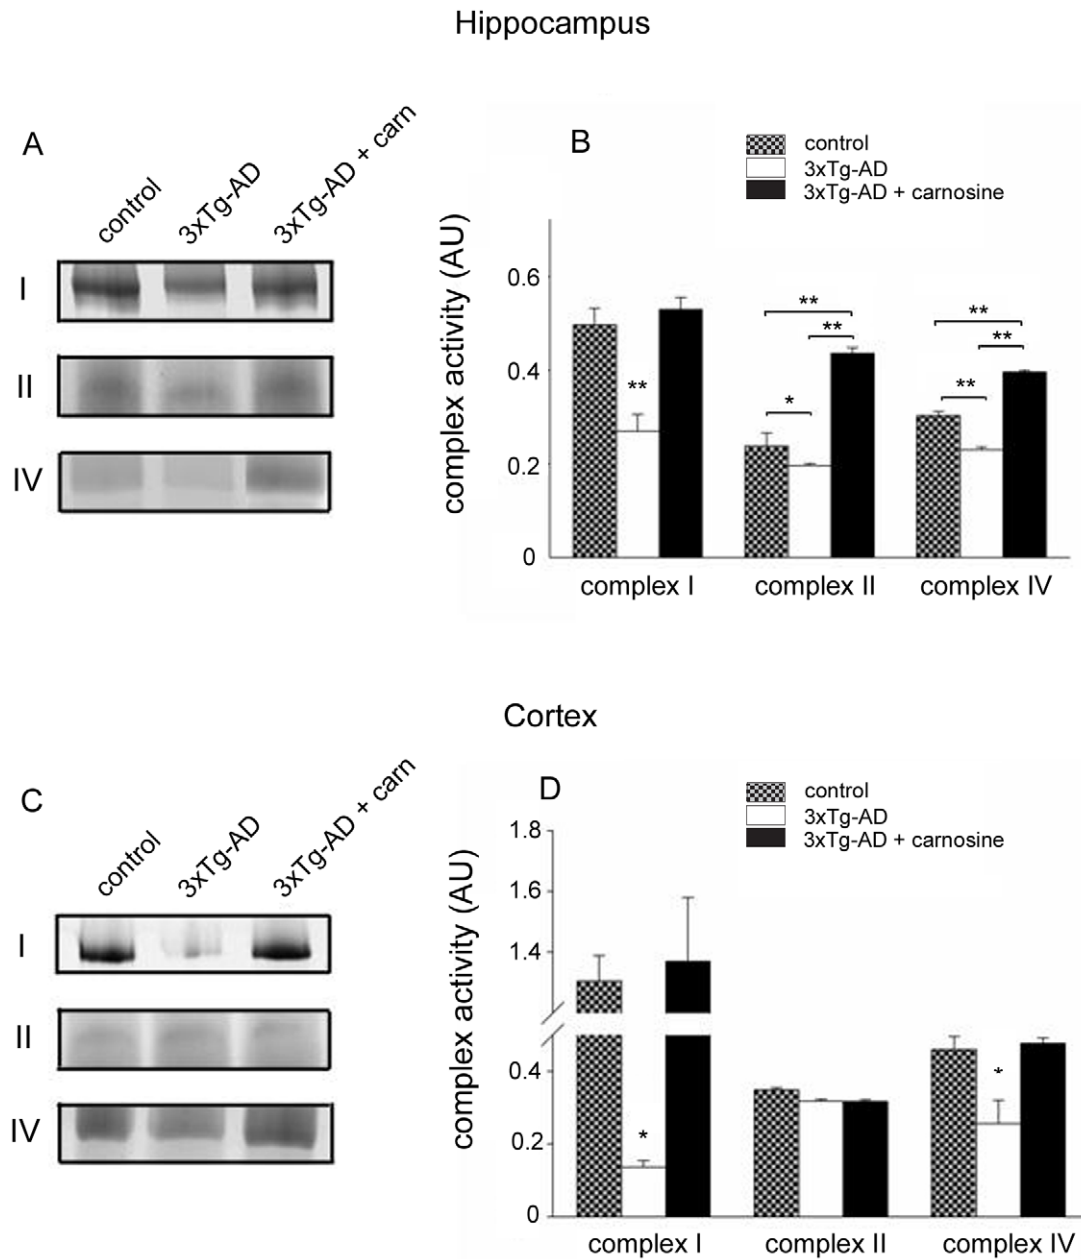 Hippocampus
A
control
3xTg-AD
3xTg-AD + carn
I
II
IV
B
control
3xTg-AD
3xTg-AD + carnosine
complex activity (AU)
0.6
0.4
0.2
0
**
*
**
**
**
**
**
complex I
complex II
complex IV
Cortex
C
control
3xTg-AD
3xTg-AD + carn
I
II
IV
D
control
3xTg-AD
3xTg-AD + carnosine
complex activity (AU)
1.8
1.6
1.4
0.4
0.2
0
*
*
complex I
complex II
complex IV